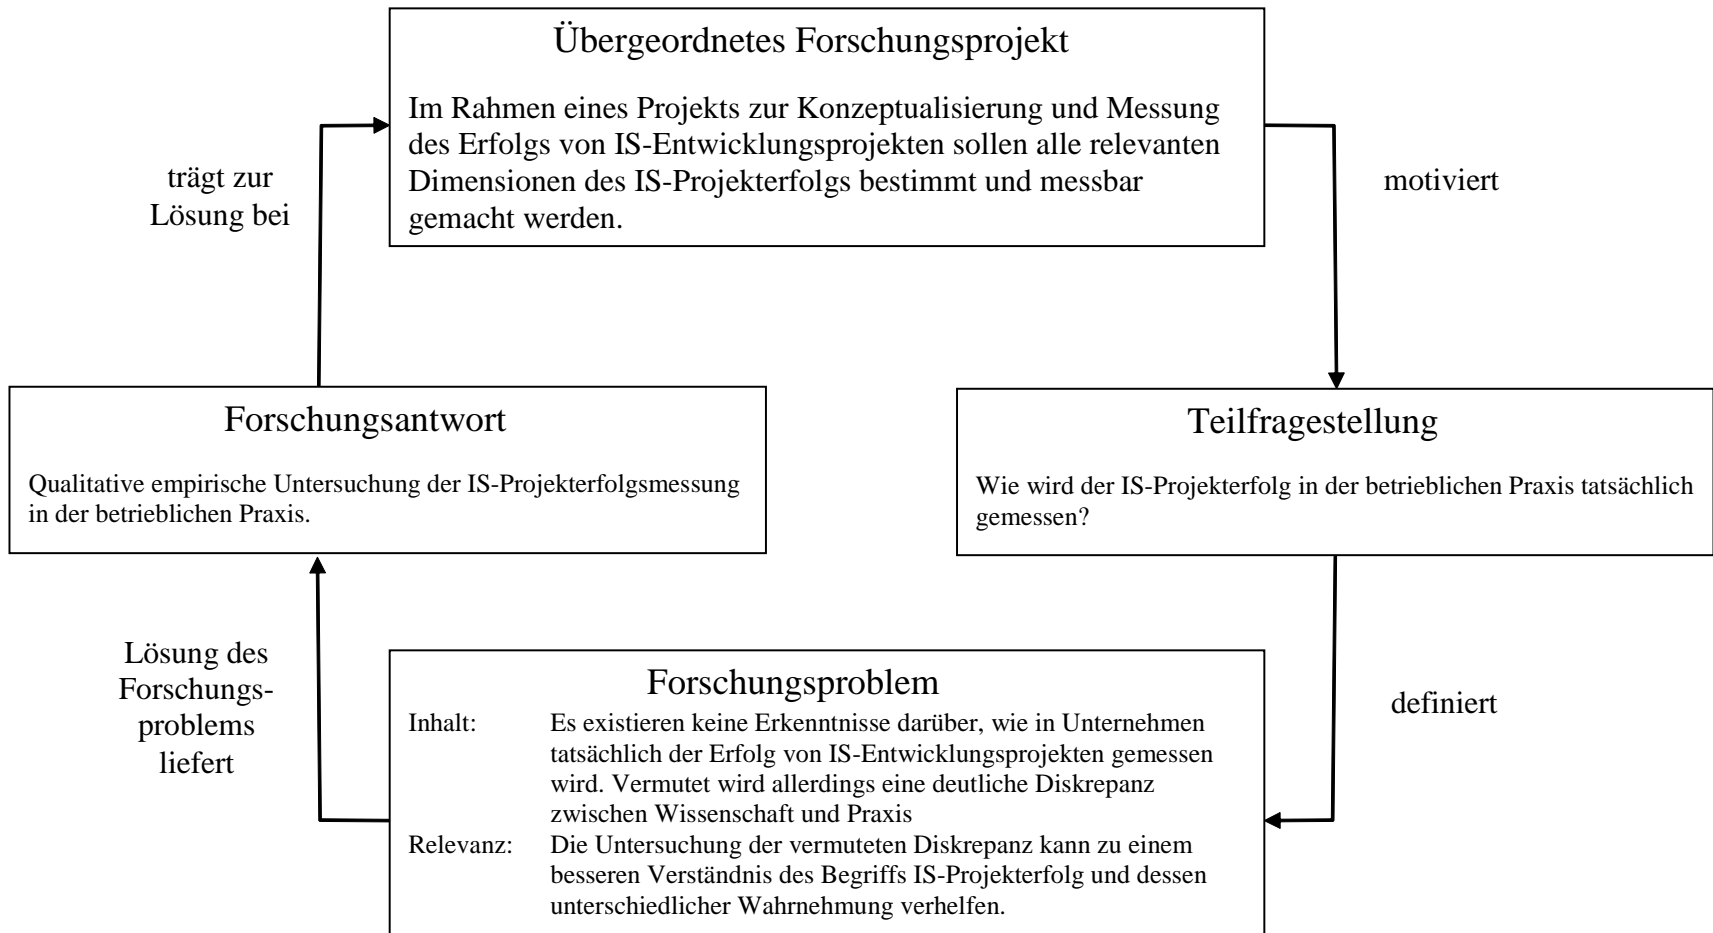 Übergeordnetes Forschungsprojekt
Im Rahmen eines Projekts zur Konzeptualisierung und Messung
des Erfolgs von IS-Entwicklungsprojekten sollen alle relevanten
Dimensionen des IS-Projekterfolgs bestimmt und messbar
gemacht werden.
trägt zur
Lösung bei
motiviert
Forschungsantwort
Qualitative empirische Untersuchung der IS-Projekterfolgsmessung
in der betrieblichen Praxis.
Teilfragestellung
Wie wird der IS-Projekterfolg in der betrieblichen Praxis tatsächlich
gemessen?
Lösung des
Forschungs-
problems
liefert
definiert
Forschungsproblem
Inhalt: Es existieren keine Erkenntnisse darüber, wie in Unternehmen
tatsächlich der Erfolg von IS-Entwicklungsprojekten gemessen
wird. Vermutet wird allerdings eine deutliche Diskrepanz
zwischen Wissenschaft und Praxis
Relevanz: Die Untersuchung der vermuteten Diskrepanz kann zu einem
besseren Verständnis des Begriffs IS-Projekterfolg und dessen
unterschiedlicher Wahrnehmung verhelfen.